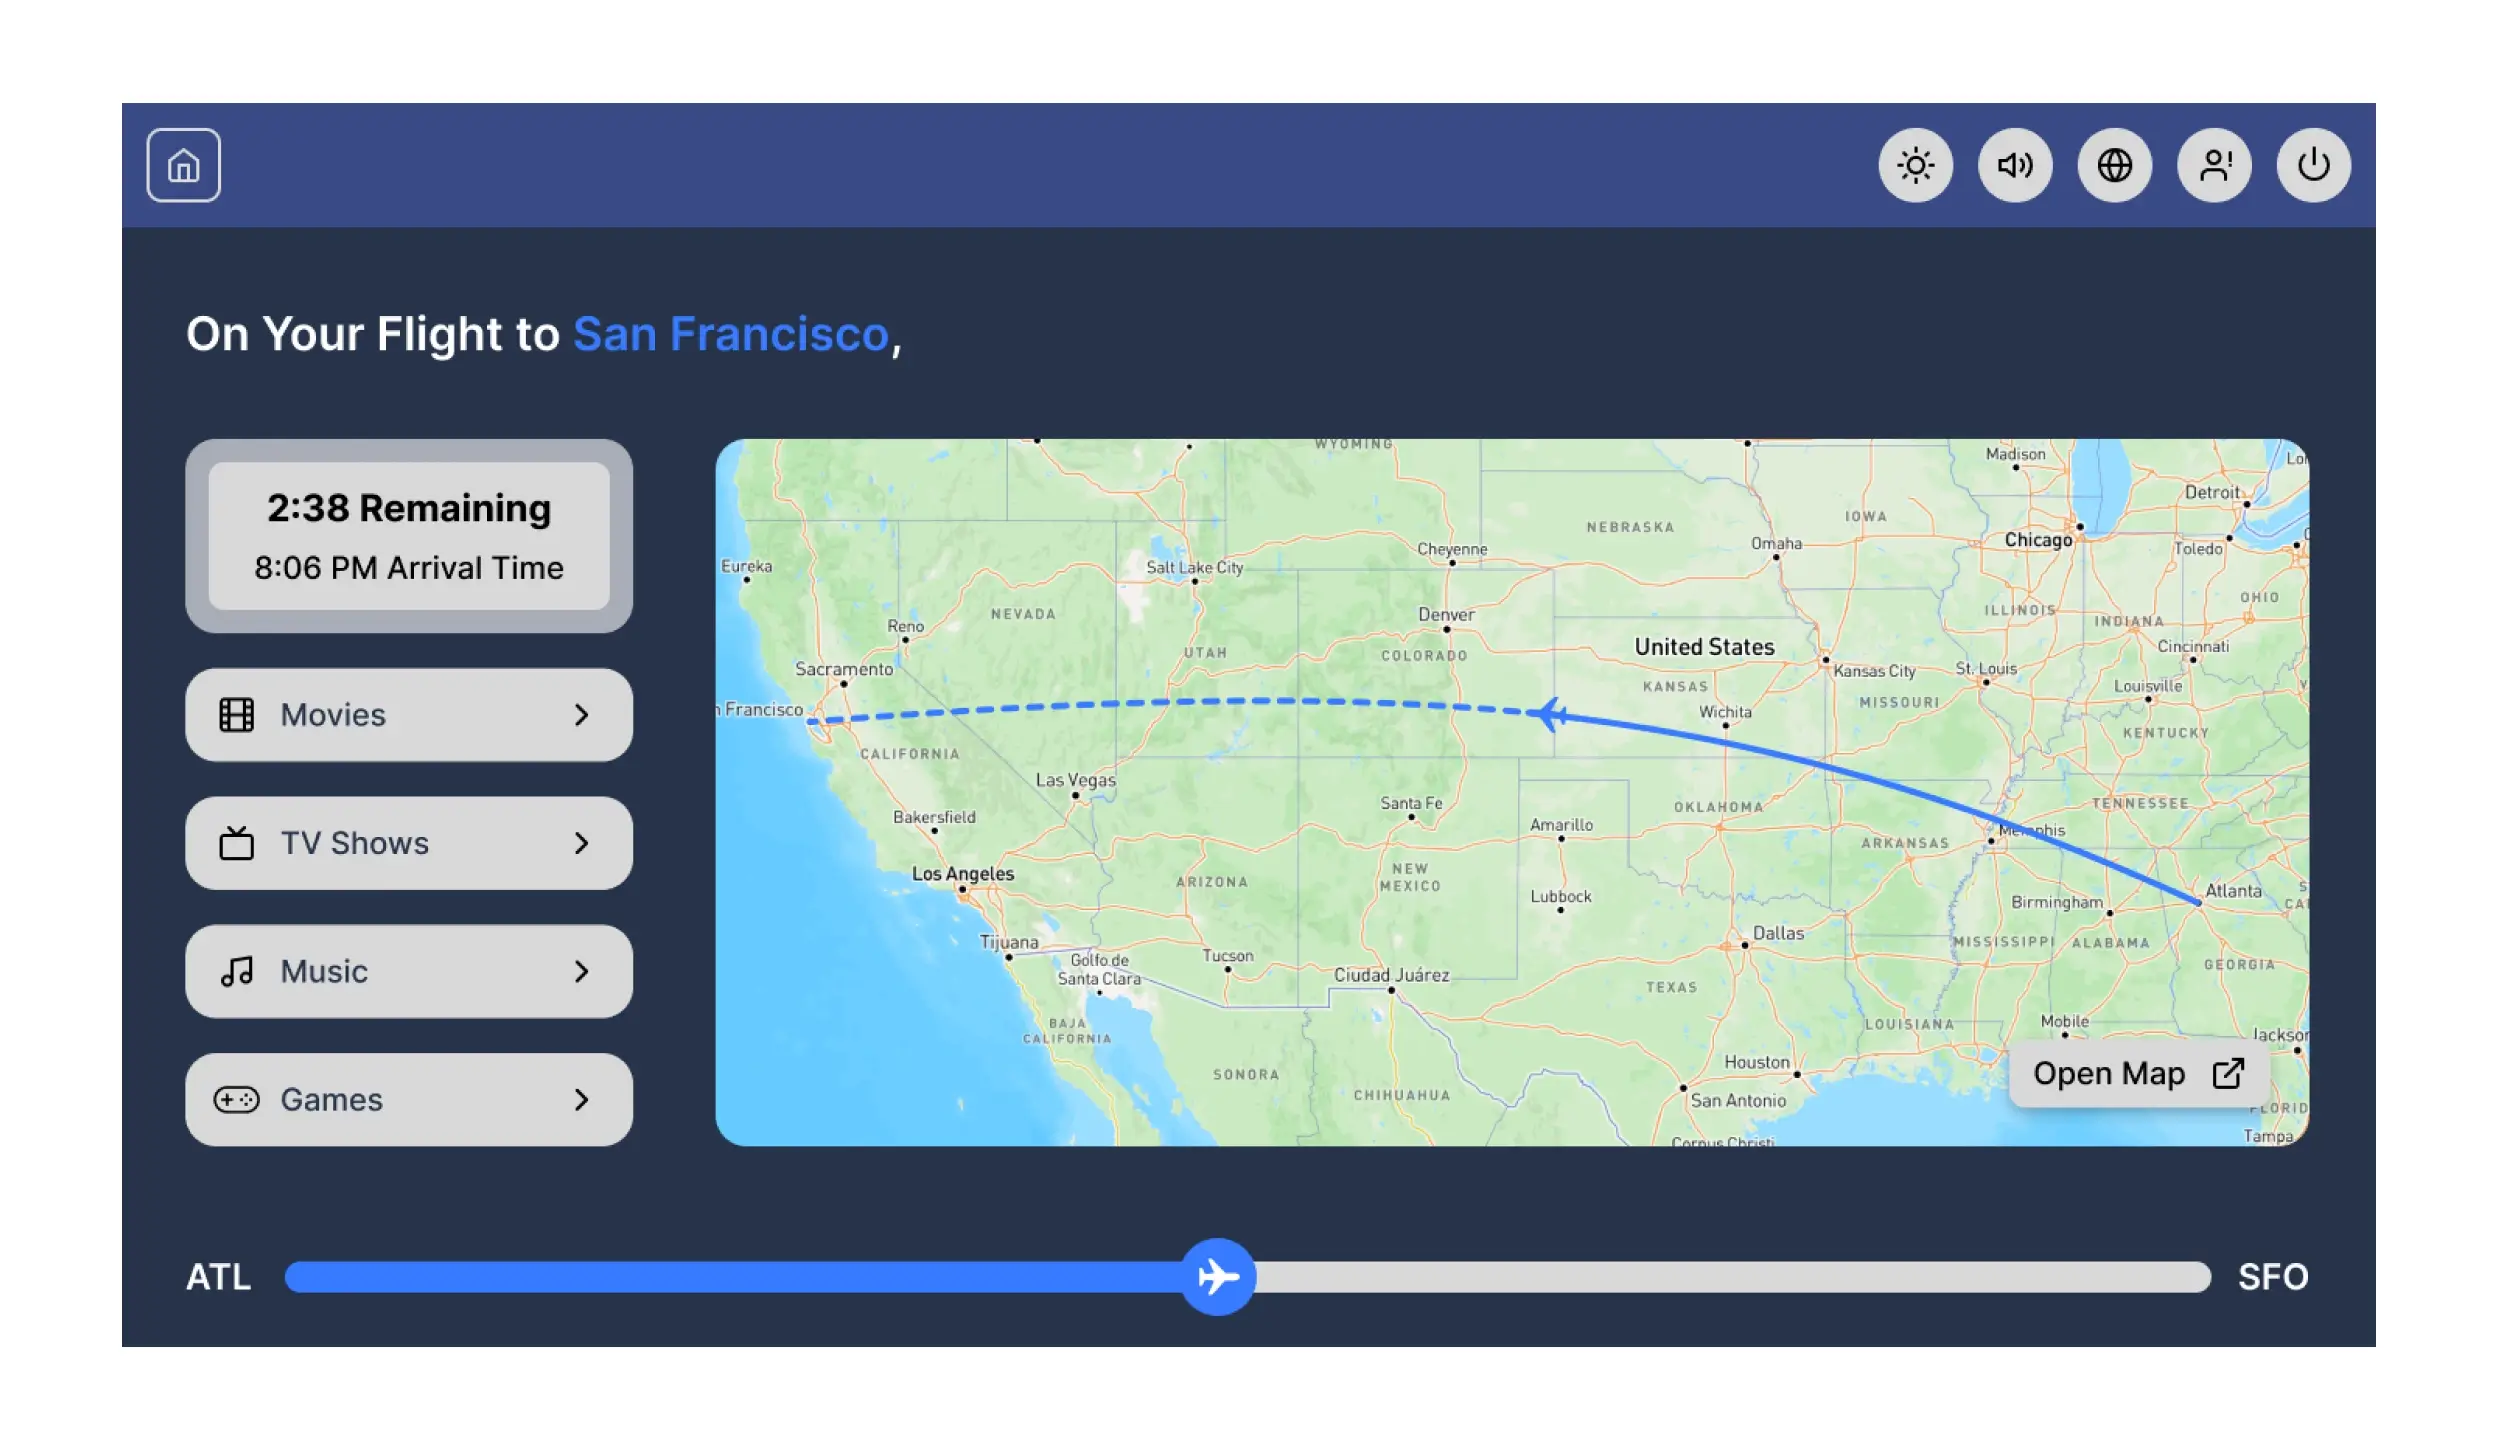 On Your Flight to San Francisco,
2:38 Remaining
8:06 PM Arrival Time
Movies
TV Shows
Music
Games
WYOMING
Madison
Detroit
NEBRASKA
IOWA
Chicago
Toledo
Cheyenne
Omaha
Eureka
Salt Lake City
OHIO
NEVADA
Denver
ILLINOIS
INDIANA
Reno
United States
Cincinnati
UTAH
COLORADO
Sacramento
Kansas City
St. Louis
KANSAS
Louisville
Francisco
Wichita
MISSOURI
KENTUCKY
CALIFORNIA
Las Vegas
Santa Fe
OKLAHOMA
TENNESSEE
Bakersfield
Amarillo
Memphis
ARKANSAS
Los Angeles
NEW
MEXICO
ARIZONA
Lubbock
Atlanta
Birmingham
Dallas
Tijuana
MISSISSIPPI
ALABAMA
Golfo de
Santa Clara
Tucson
Ciudad Juárez
GEORGIA
TEXAS
BAJA
CALIFORNIA
LOUISIANA
Mobile
Jackson
Houston
SONORA
CHIHUAHUA
San Antonio
Open Map
Corpus Christi
Tampa
ATL
SFO